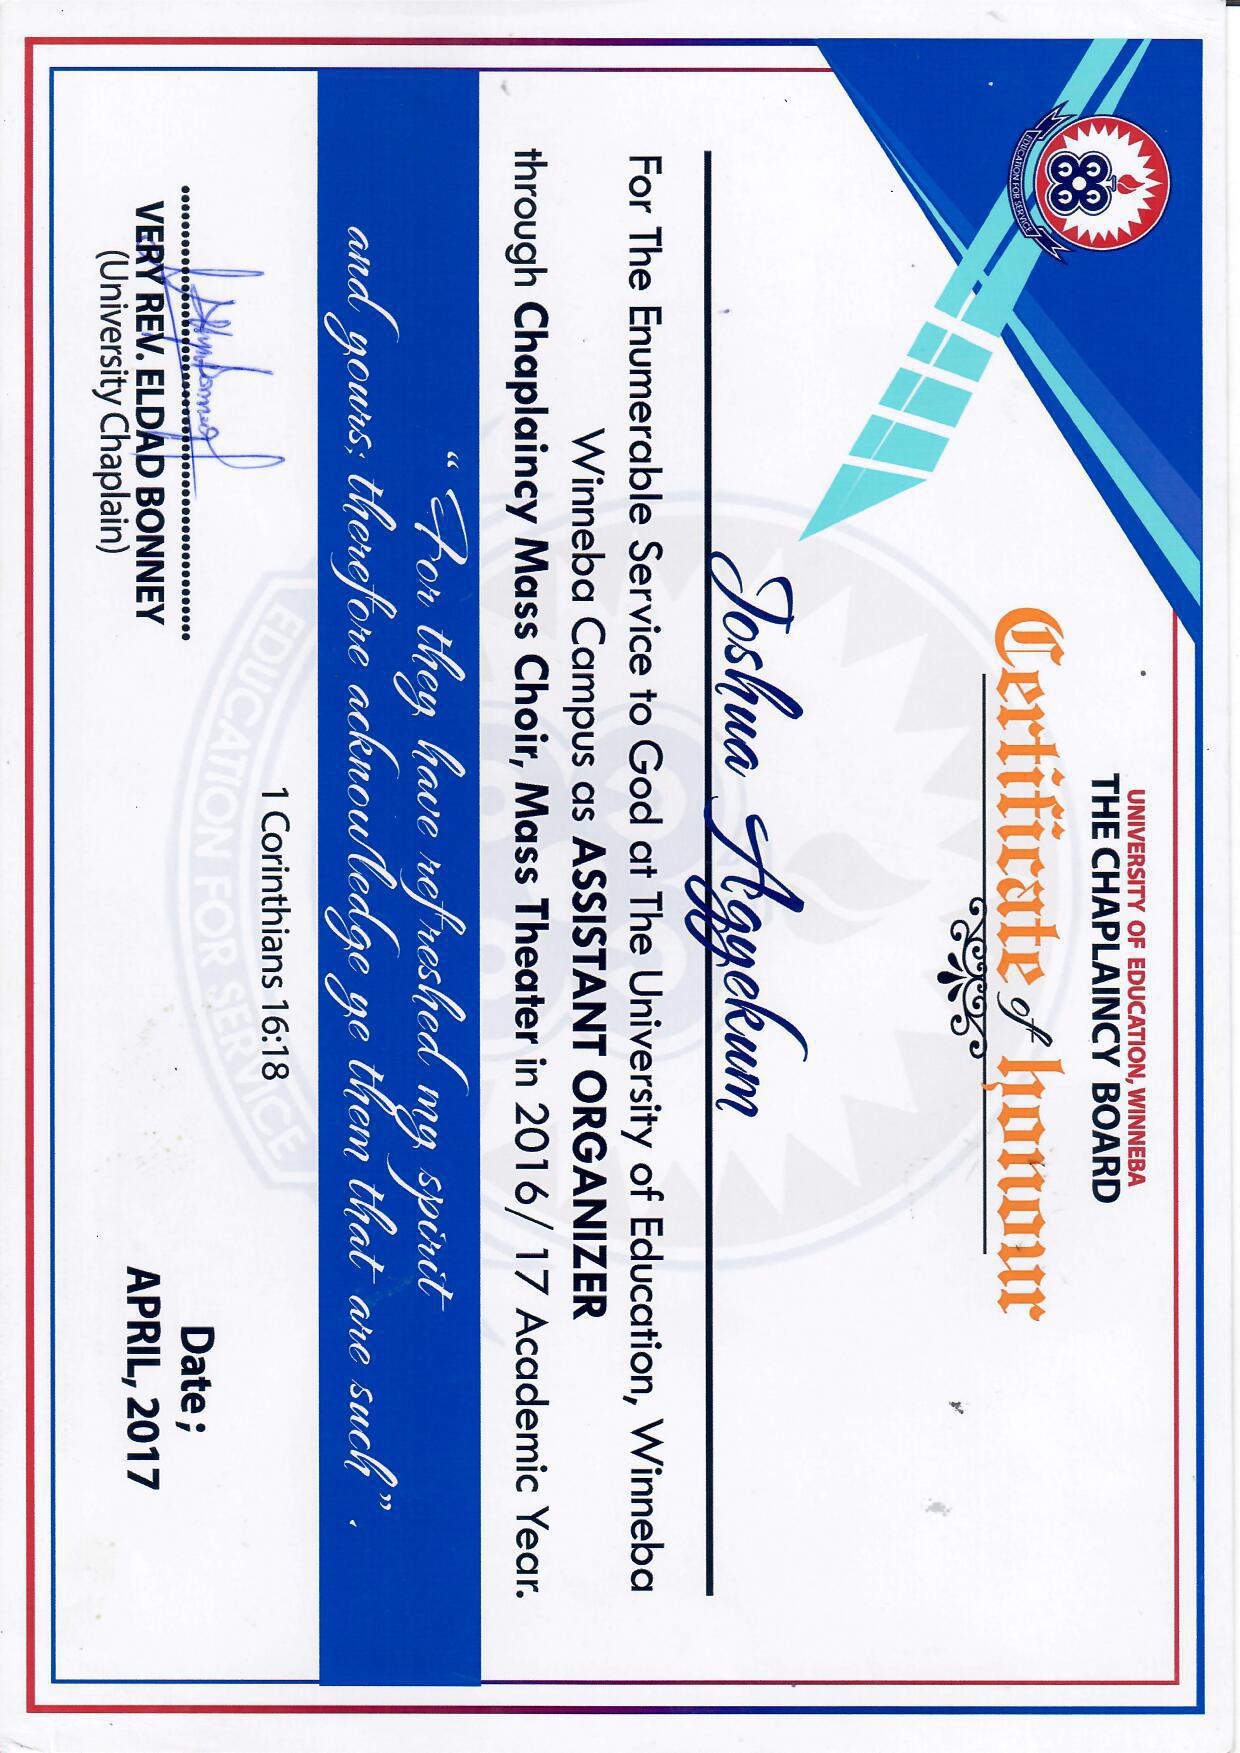 EDUCATION FOR SERVICE
UNIVERSITY OF EDUCATION, WINNEBA
THE CHAPLAINCY BOARD
Certificate of honour
Joshua Agyekum
For The Enumerable Service to God at The University of Education, Winneba
Winneba Campus as ASSISTANT ORGANIZER
through Chaplaincy Mass Choir, Mass Theater in 2016/17 Academic Year.
“For they have refreshed my spirit
and yours: therefore acknowledge ye them that are such”.
1 Corinthians 16:18
EDUCATION FOR SERVICE
VERY REV. ELDAD BONNEY
(University Chaplain)
Date;
APRIL, 2017